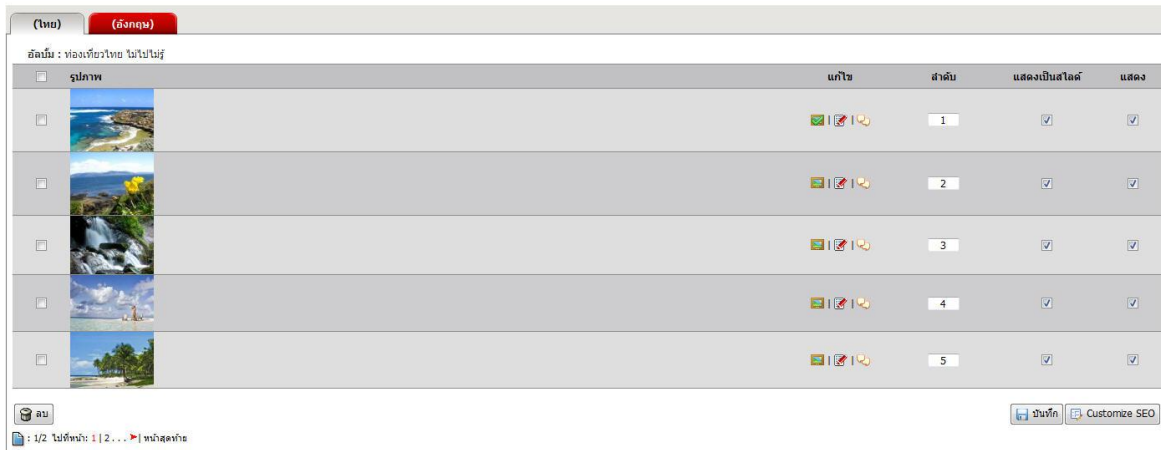 (ไทย) (อังกฤษ)
อัลบั้ม : ท่องเที่ยวไทย ไม่ไปไม่รู้
รูปภาพ แก้ไข ลำดับ แสดงเป็นสไลด์ แสดง
| | 1
| | 2
| | 3
| | 4
| | 5
ลบ บันทึก Customize SEO
: 1/2 ไปที่หน้า: 1 | 2 . . . | หน้าสุดท้าย